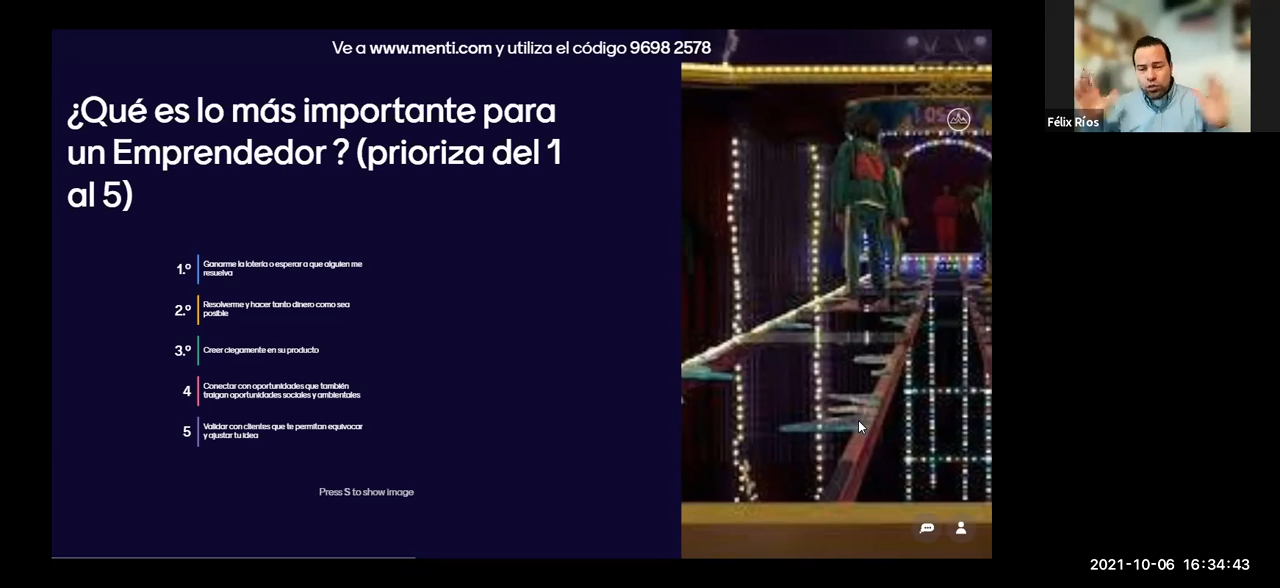 Ve a www.menti.com y utiliza el código 9698 2578
¿Qué es lo más importante para
un Emprendedor ? (prioriza del 1
al 5)
1.º
Ganarme la lotería o esperar a que alguien me
resuelva
2.º
Resolverme y hacer tanto dinero como sea
posible
3.º
Creer ciegamente en su producto
4
Conectar con oportunidades que también
traigan oportunidades sociales y ambientales
5
Validar con clientes que te permitan equivocar
y ajustar tu idea
Press S to show image
Félix Ríos
2021-10-06 16:34:43